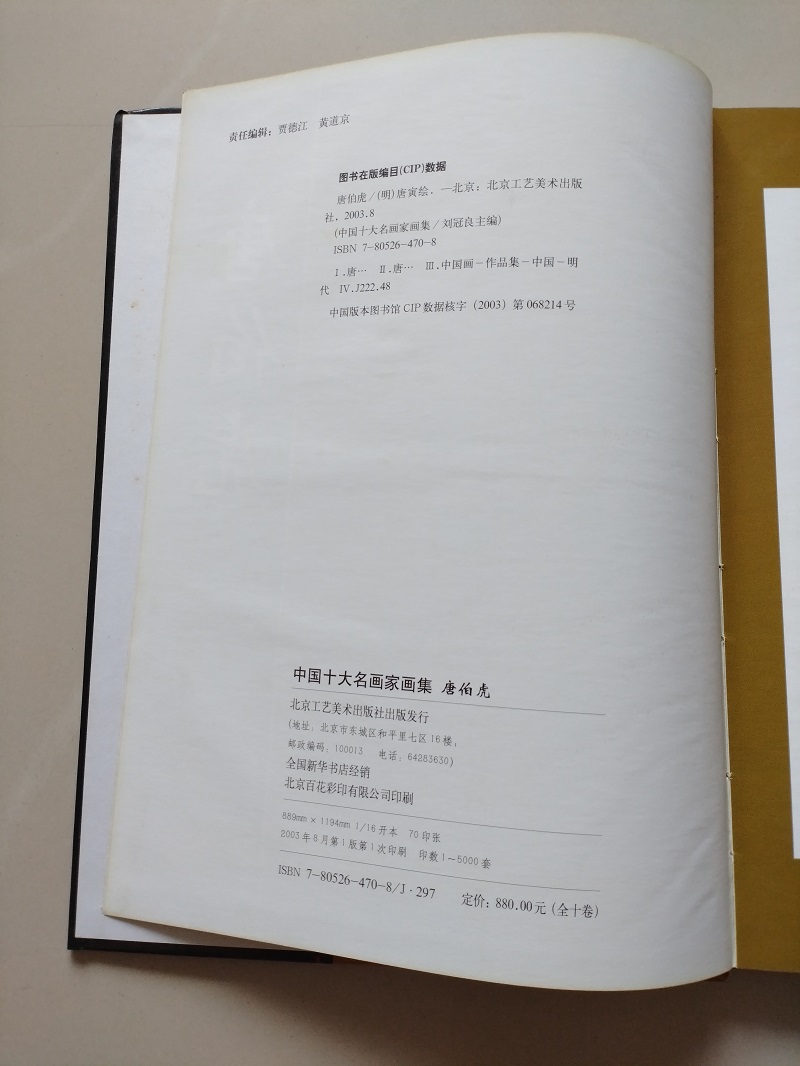 责任编辑：贾德江　黄道京
图书在版编目(CIP)数据
唐伯虎/(明)唐寅绘．—北京：北京工艺美术出版
社，2003.8
(中国十大名画家画集/刘冠良主编)
ISBN 7-80526-470-8
Ⅰ.唐…　Ⅱ.唐…　Ⅲ.中国画-作品集-中国-明
代　Ⅳ.J222.48
中国版本图书馆CIP数据核字（2003）第068214号
中国十大名画家画集 唐伯虎
北京工艺美术出版社出版发行
(地址：北京市东城区和平里七区16楼，
邮政编码：100013　电话：64283630)
全国新华书店经销
北京百花彩印有限公司印刷
889mm×1194mm 1/16开本　70印张
2003年8月第1版第1次印刷　印数1-5000套
ISBN 7-80526-470-8/J·297　定价：880.00元(全十卷)